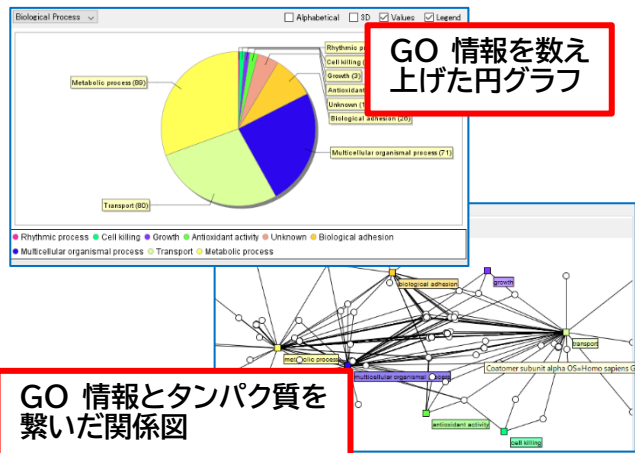 Biological Process
Alphabetical 3D Values Legend
GO 情報を数え
上げた円グラフ
Rhythmic
Cell killing
Growth (3)
Antioxidant
Unknown
Biological adhesion (26)
Metabolic process (89)
Multicellular organismal process (71)
Transport (80)
Rhythmic process Cell killing Growth Antioxidant activity Unknown Biological adhesion
Multicellular organismal process Transport Metabolic process
biological adhesion
growth
transport
metabolic process
Coatomer subunit alpha OS=Homo sapiens G
multicellular organismal process
GO 情報とタンパク質を
繋いだ関係図
antioxidant activity
cell killing